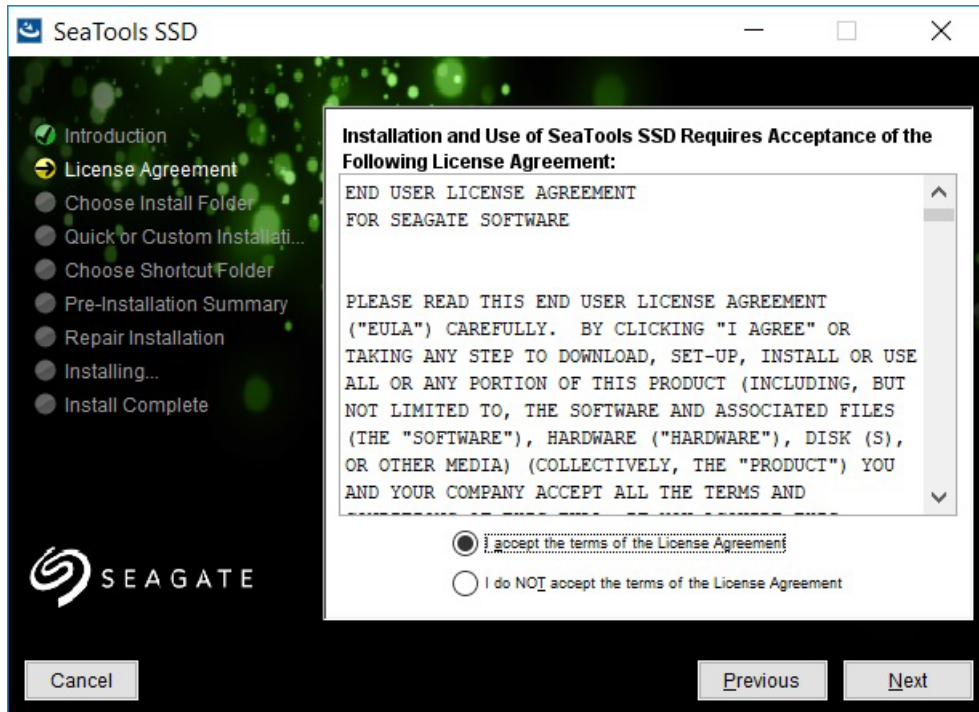 SeaTools SSD
Introduction
License Agreement
Choose Install Folder
Quick or Custom Installati...
Choose Shortcut Folder
Pre-Installation Summary
Repair Installation
Installing...
Install Complete
SEAGATE
Installation and Use of SeaTools SSD Requires Acceptance of the
Following License Agreement:
END USER LICENSE AGREEMENT
FOR SEAGATE SOFTWARE
PLEASE READ THIS END USER LICENSE AGREEMENT
("EULA") CAREFULLY. BY CLICKING "I AGREE" OR
TAKING ANY STEP TO DOWNLOAD, SET-UP, INSTALL OR USE
ALL OR ANY PORTION OF THIS PRODUCT (INCLUDING, BUT
NOT LIMITED TO, THE SOFTWARE AND ASSOCIATED FILES
(THE "SOFTWARE"), HARDWARE ("HARDWARE"), DISK (S),
OR OTHER MEDIA) (COLLECTIVELY, THE "PRODUCT") YOU
AND YOUR COMPANY ACCEPT ALL THE TERMS AND
I accept the terms of the License Agreement
I do NOT accept the terms of the License Agreement
Cancel
Previous
Next